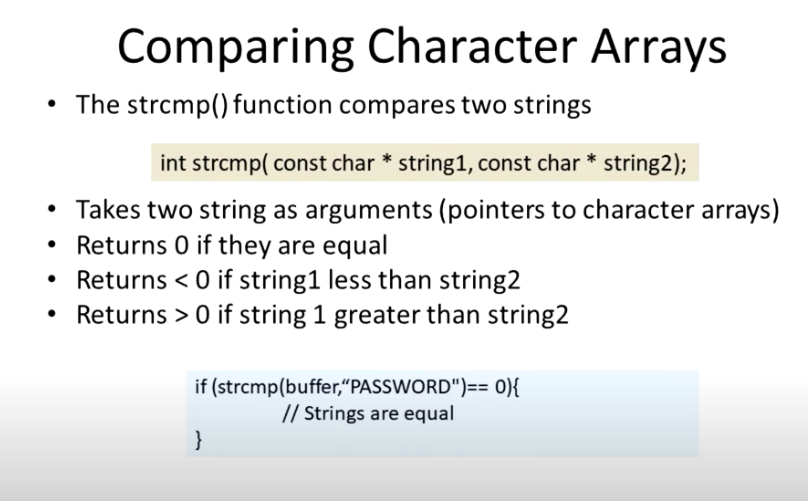 Comparing Character Arrays
• The strcmp() function compares two strings
int strcmp( const char * string1, const char * string2);
• Takes two string as arguments (pointers to character arrays)
• Returns 0 if they are equal
• Returns < 0 if string1 less than string2
• Returns > 0 if string 1 greater than string2
if (strcmp(buffer,“PASSWORD")== 0){
// Strings are equal
}